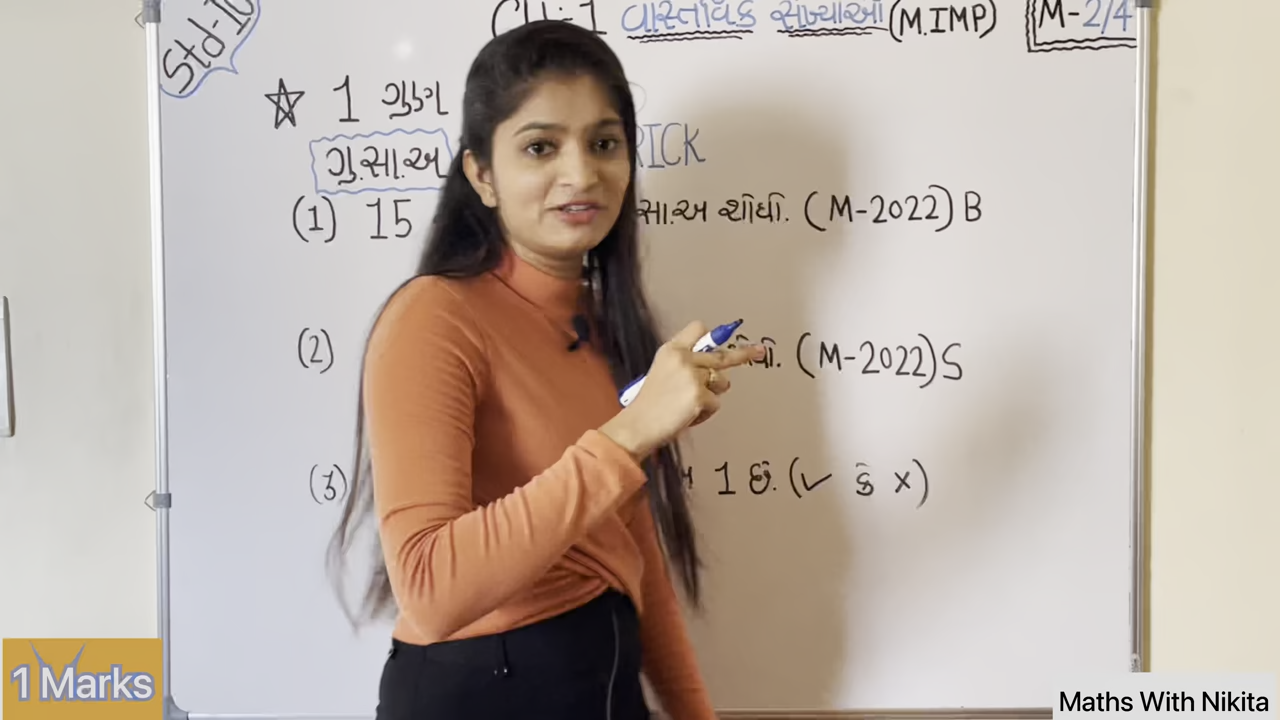 Std-10
CH-1 વાસ્તવિક સંખ્યાઓ (M.IMP)
M-2/4
1 ગુણ
ગુ.સા.અ RICK
(1) 15 સા.અ શોધો. (M-2022) B
(2) (M-2022) S
(3) 1 છે. (✓ કે ×)
1 Marks
Maths With Nikita